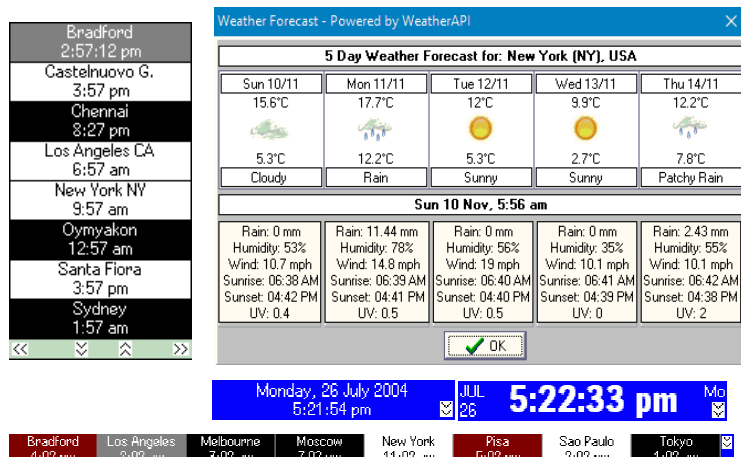 Bradford
2:57:12 pm
Castelnuovo G.
3:57 pm
Chennai
8:27 pm
Los Angeles CA
6:57 am
New York NY
9:57 am
Oymyakon
12:57 am
Santa Fiora
3:57 pm
Sydney
1:57 am
Weather Forecast - Powered by WeatherAPI
5 Day Weather Forecast for: New York (NY), USA
Sun 10/11 Mon 11/11 Tue 12/11 Wed 13/11 Thu 14/11
15.6°C 17.7°C 12°C 9.9°C 12.2°C
5.3°C 12.2°C 5.3°C 2.7°C 7.8°C
Cloudy Rain Sunny Sunny Patchy Rain
Sun 10 Nov, 5:56 am
Rain: 0 mm Rain: 11.44 mm Rain: 0 mm Rain: 0 mm Rain: 2.43 mm
Humidity: 53% Humidity: 78% Humidity: 56% Humidity: 35% Humidity: 55%
Wind: 10.7 mph Wind: 14.8 mph Wind: 19 mph Wind: 10.1 mph Wind: 10.1 mph
Sunrise: 06:38 AM Sunrise: 06:39 AM Sunrise: 06:40 AM Sunrise: 06:41 AM Sunrise: 06:42 AM
Sunset: 04:42 PM Sunset: 04:41 PM Sunset: 04:40 PM Sunset: 04:39 PM Sunset: 04:38 PM
UV: 0.4 UV: 0.5 UV: 0.5 UV: 0 UV: 2
OK
Monday, 26 July 2004
5:21:54 pm
JUL
26
5:22:33 pm
Mo
Bradford Los Angeles Melbourne Moscow New York Pisa Sao Paulo Tokyo